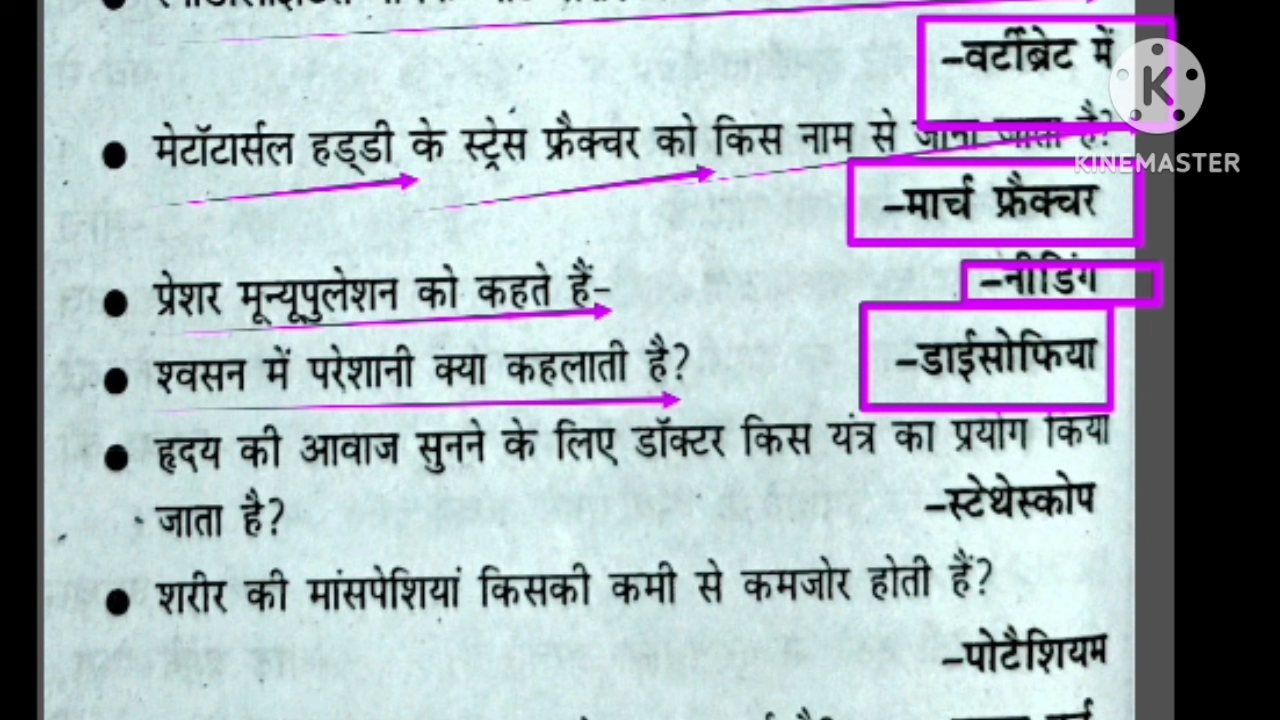 –वर्टीब्रेट में
K
KINEMASTER
● मेटॉटार्सल हड्डी के स्ट्रेस फ्रैक्चर को किस नाम से जाना जाता है?
–मार्च फ्रैक्चर
● प्रेशर मून्यूपुलेशन को कहते हैं– –नीडिंग
● श्वसन में परेशानी क्या कहलाती है? –डाईसोफिया
● हृदय की आवाज सुनने के लिए डॉक्टर किस यंत्र का प्रयोग किया
जाता है? –स्टेथेस्कोप
● शरीर की मांसपेशियां किसकी कमी से कमजोर होती हैं?
–पोटैशियम